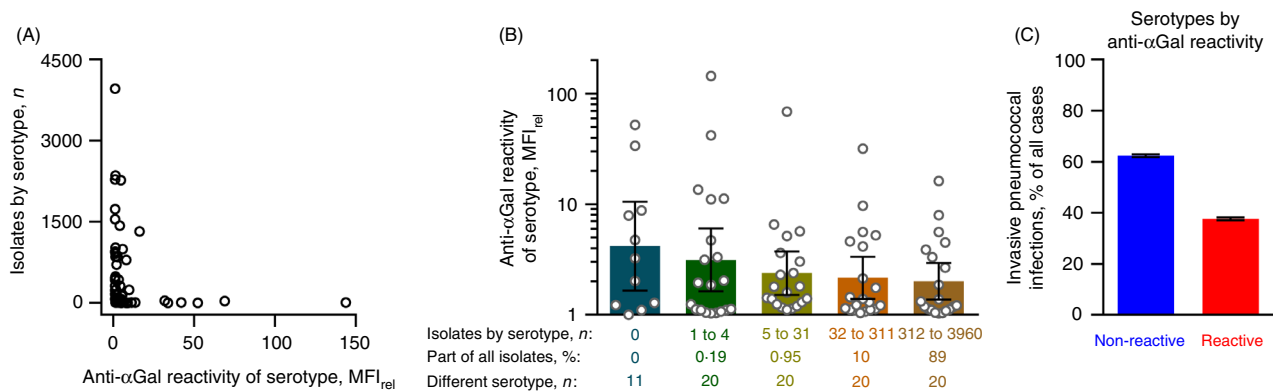 (A)
Isolates by serotype, n
4500
3000
1500
0
0 50 100 150
Anti-αGal reactivity of serotype, MFIrel
(B)
Anti-αGal reactivity
of serotype, MFIrel
100
10
1
Isolates by serotype, n: 0 1 to 4 5 to 31 32 to 311 312 to 3960
Part of all isolates, %: 0 0·19 0·95 10 89
Different serotype, n: 11 20 20 20 20
(C)
Serotypes by
anti-αGal reactivity
Invasive pneumococcal
infections, % of all cases
100
80
60
40
20
0
Non-reactive Reactive